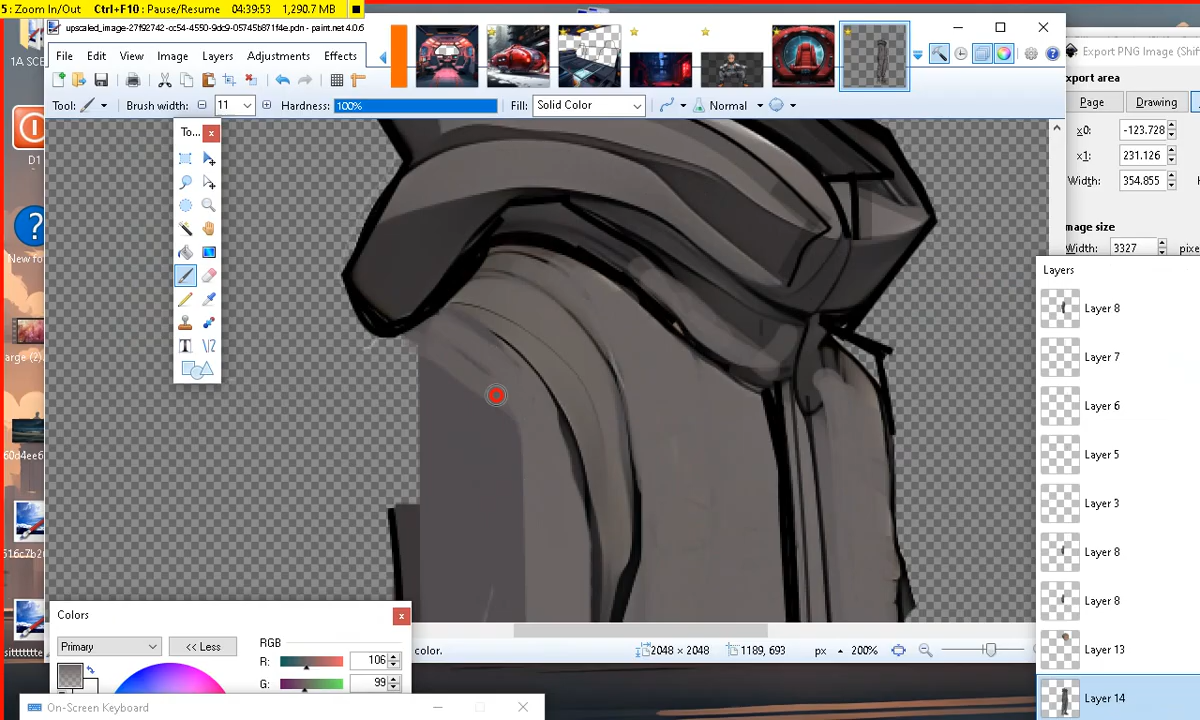 5: Zoom In/Out Ctrl+F10 : Pause/Resume 04:39:53 1,290.7 MB
upscaled_image-27f92742-cc54-4550-9dc9-05745b871f4e.pdn - paint.net 4.0.6
1A SCE
File Edit View Image Layers Adjustments Effects
Export PNG Image (Shif
xport area
Page Drawing
Tool: Brush width: 11 Hardness: 100% Fill: Solid Color Normal
x0: -123.728
To...
x1: 231.126
D1
Width: 354.855 H
mage size
Width: 3327 pixe
New fo
Layers
Layer 8
arge (2)
Layer 7
Layer 6
60d4ee6
Layer 5
Layer 3
516c7b2
Layer 8
Layer 8
Colors
Primary << Less RGB
R: 106
G: 99
color. 2048 × 2048 1189, 693 px 200%
Layer 13
sittttttte
Layer 14
On-Screen Keyboard